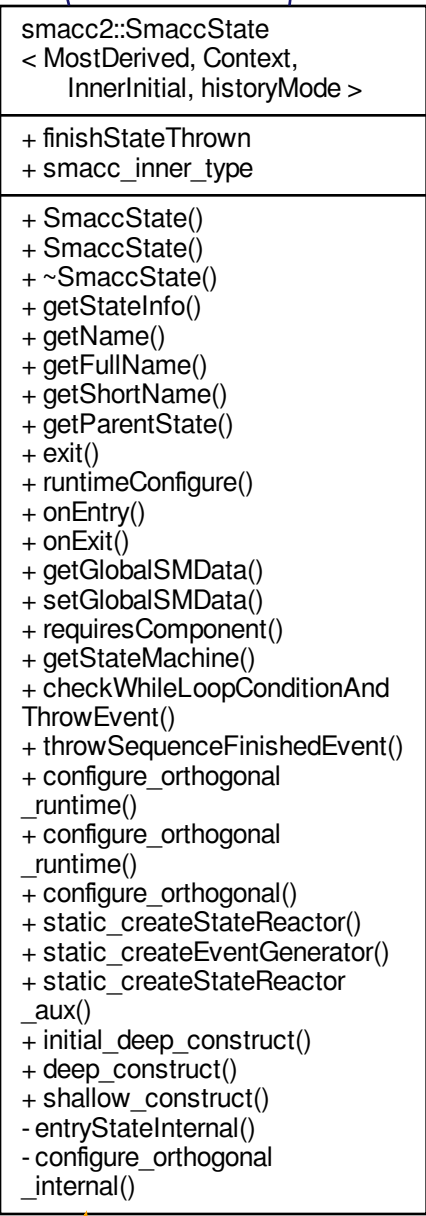 smacc2::SmaccState
< MostDerived, Context,
InnerInitial, historyMode >
+ finishStateThrown
+ smacc_inner_type
+ SmaccState()
+ SmaccState()
+ ~SmaccState()
+ getStateInfo()
+ getName()
+ getFullName()
+ getShortName()
+ getParentState()
+ exit()
+ runtimeConfigure()
+ onEntry()
+ onExit()
+ getGlobalSMData()
+ setGlobalSMData()
+ requiresComponent()
+ getStateMachine()
+ checkWhileLoopConditionAnd
ThrowEvent()
+ throwSequenceFinishedEvent()
+ configure_orthogonal
_runtime()
+ configure_orthogonal
_runtime()
+ configure_orthogonal()
+ static_createStateReactor()
+ static_createEventGenerator()
+ static_createStateReactor
_aux()
+ initial_deep_construct()
+ deep_construct()
+ shallow_construct()
- entryStateInternal()
- configure_orthogonal
_internal()